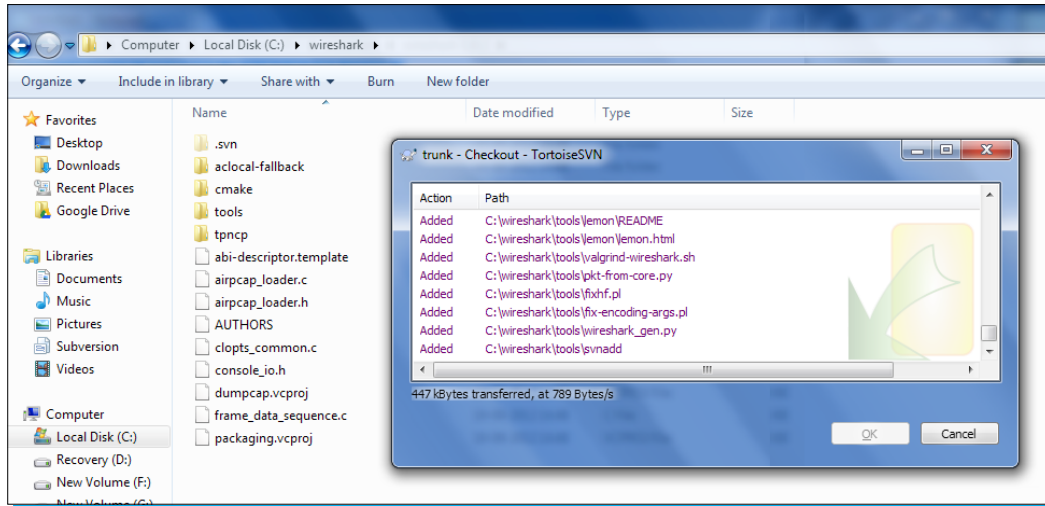 Computer Local Disk (C:) wireshark
Organize Include in library Share with Burn New folder
Favorites
Desktop
Downloads
Recent Places
Google Drive
Libraries
Documents
Music
Pictures
Subversion
Videos
Computer
Local Disk (C:)
Recovery (D:)
New Volume (F:)
New Volume (G:)
Name Date modified Type Size
.svn
aclocal-fallback
cmake
tools
tpncp
abi-descriptor.template
airpcap_loader.c
airpcap_loader.h
AUTHORS
clopts_common.c
console_io.h
dumpcap.vcproj
frame_data_sequence.c
packaging.vcproj
trunk - Checkout - TortoiseSVN
Action Path
Added C:\wireshark\tools\lemon\README
Added C:\wireshark\tools\lemon\lemon.html
Added C:\wireshark\tools\valgrind-wireshark.sh
Added C:\wireshark\tools\pkt-from-core.py
Added C:\wireshark\tools\fixhf.pl
Added C:\wireshark\tools\fix-encoding-args.pl
Added C:\wireshark\tools\wireshark_gen.py
Added C:\wireshark\tools\svnadd
447 kBytes transferred, at 789 Bytes/s
OK Cancel